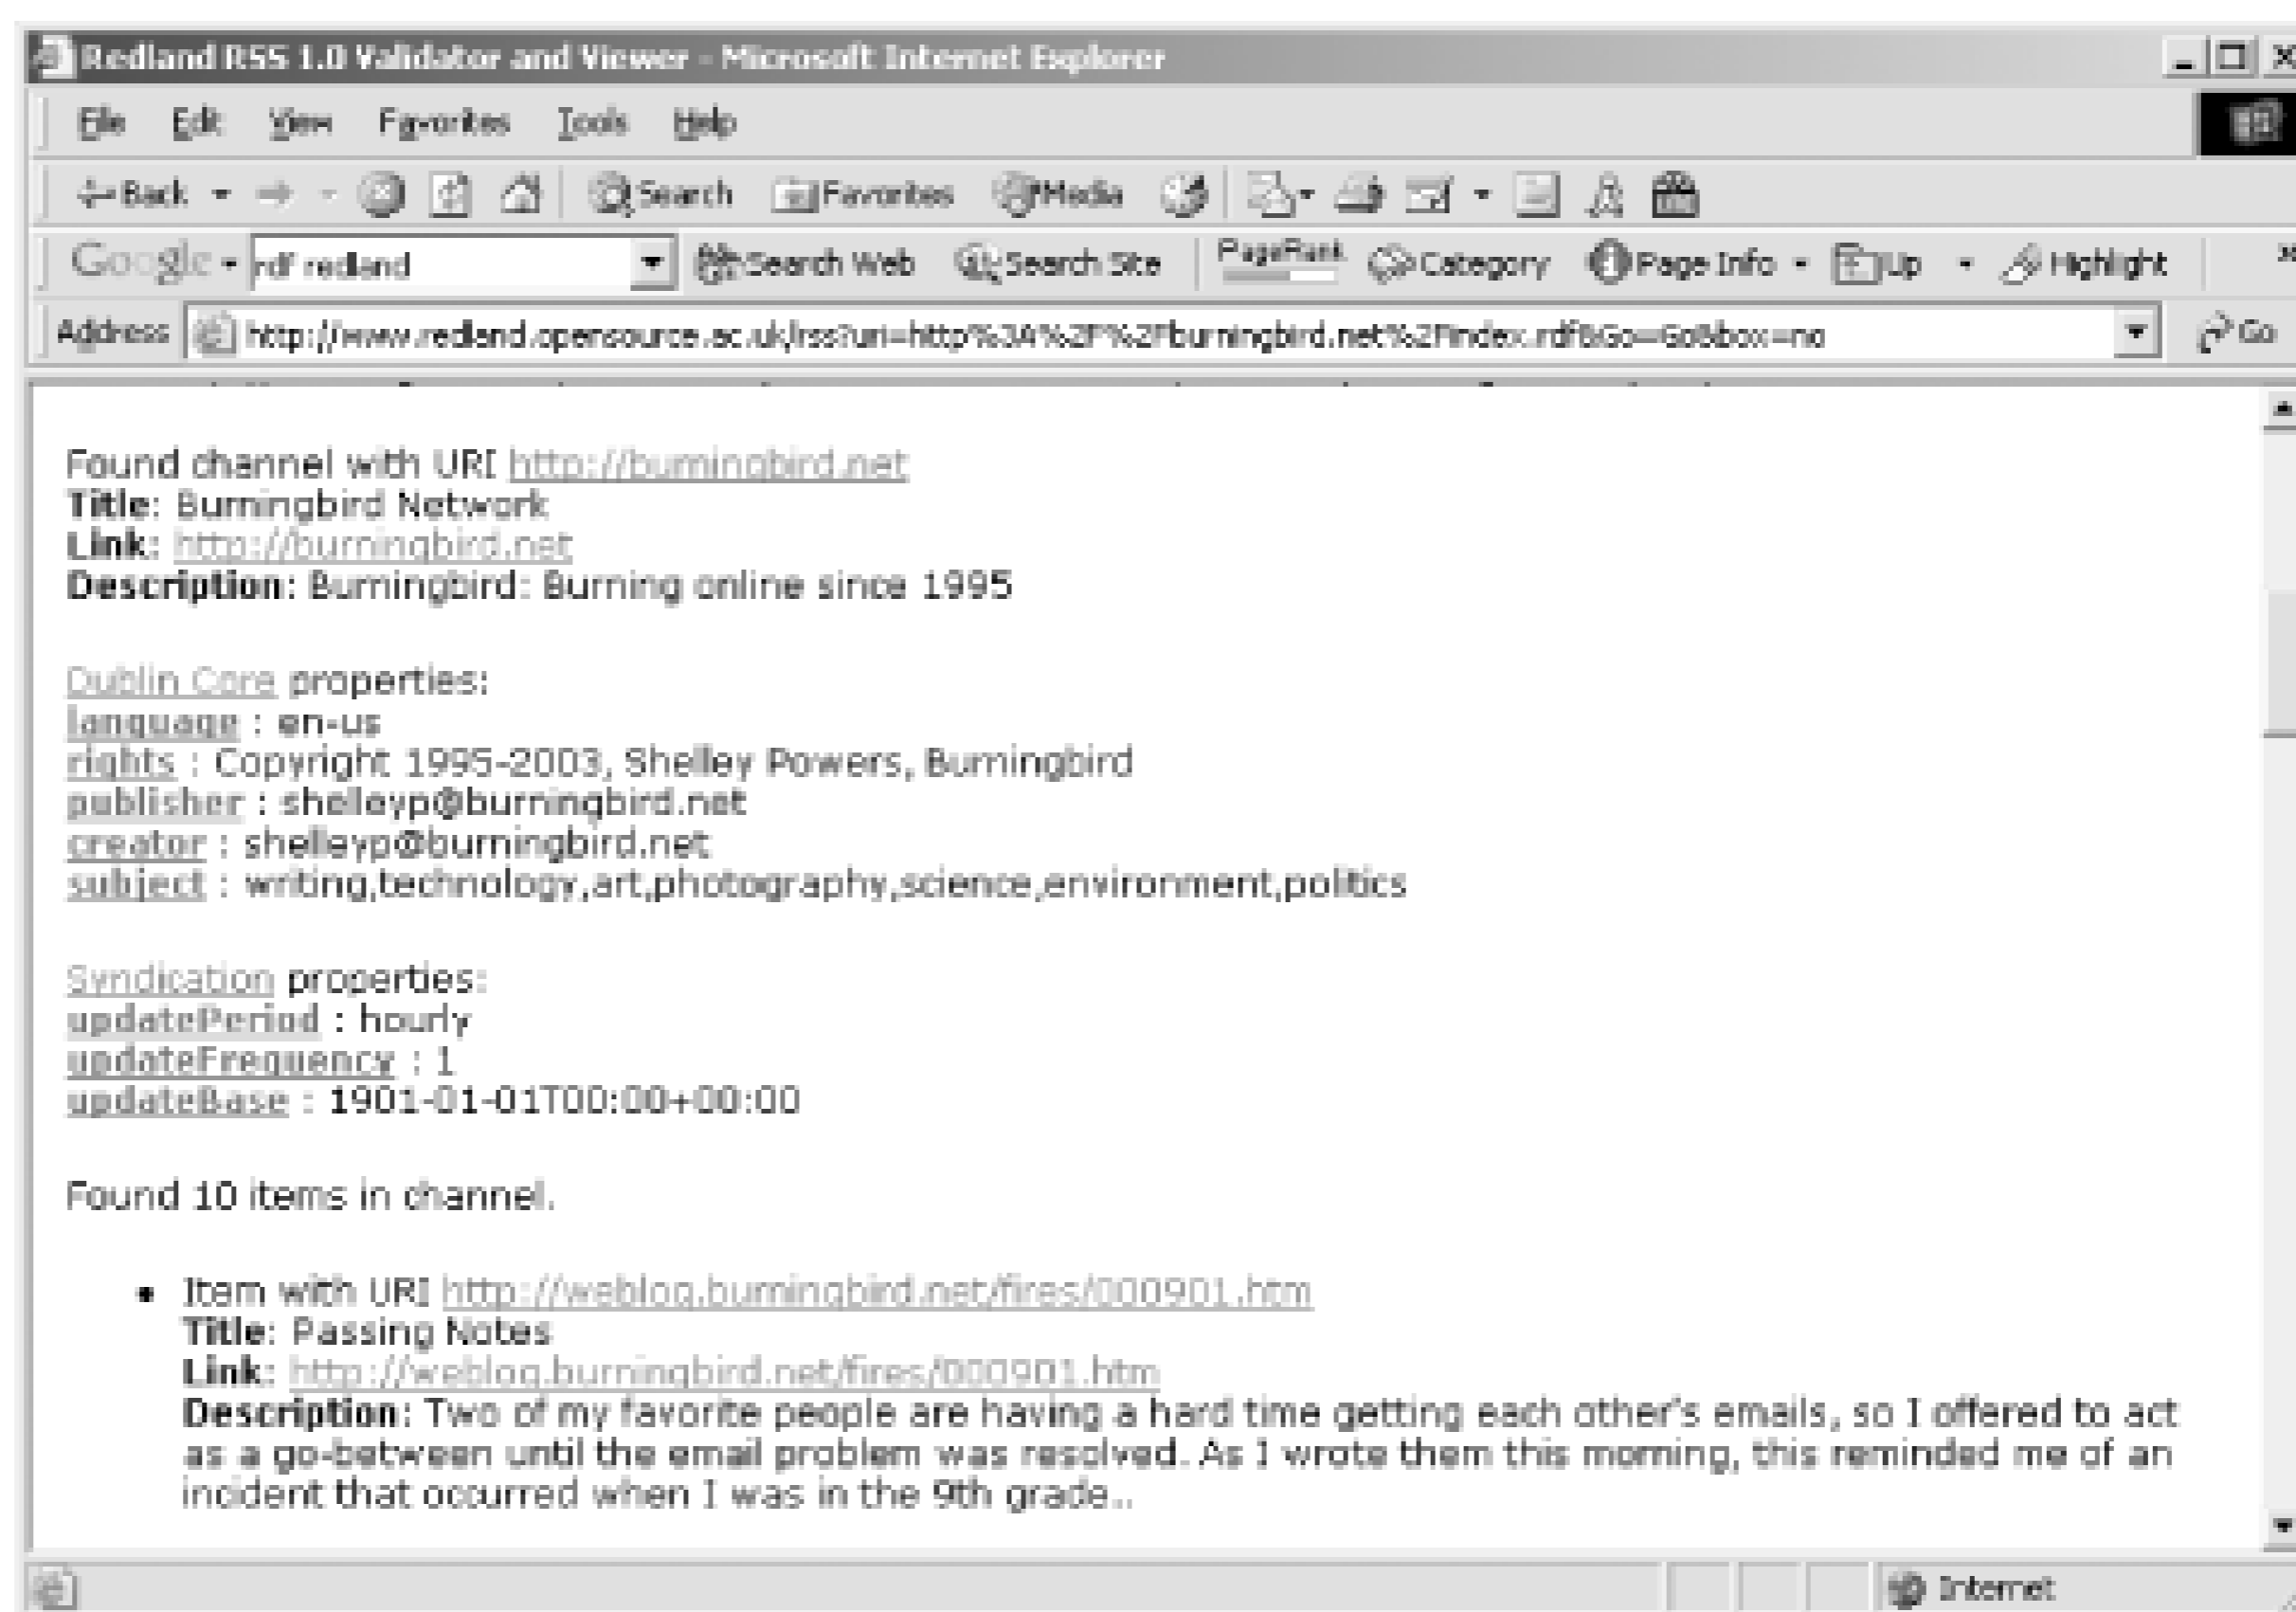 Redland RSS 1.0 Validator and Viewer - Microsoft Internet Explorer
File Edit View Favorites Tools Help
Back Search Favorites Media
Google rdf redland Search Web Search Site PageRank Category Page Info Up Highlight »
Address http://www.redland.opensource.ac.uk/rss?uri=http%3A%2F%2Fburningbird.net%2Findex.rdf&Go=Go&box=no Go
Found channel with URI http://burningbird.net
Title: Burningbird Network
Link: http://burningbird.net
Description: Burningbird: Burning online since 1995
Dublin Core properties:
language : en-us
rights : Copyright 1995-2003, Shelley Powers, Burningbird
publisher : shelleyp@burningbird.net
creator : shelleyp@burningbird.net
subject : writing,technology,art,photography,science,environment,politics
Syndication properties:
updatePeriod : hourly
updateFrequency : 1
updateBase : 1901-01-01T00:00+00:00
Found 10 items in channel.
• Item with URI http://weblog.burningbird.net/fires/000901.htm
Title: Passing Notes
Link: http://weblog.burningbird.net/fires/000901.htm
Description: Two of my favorite people are having a hard time getting each other's emails, so I offered to act
as a go-between until the email problem was resolved. As I wrote them this morning, this reminded me of an
incident that occurred when I was in the 9th grade..
Internet